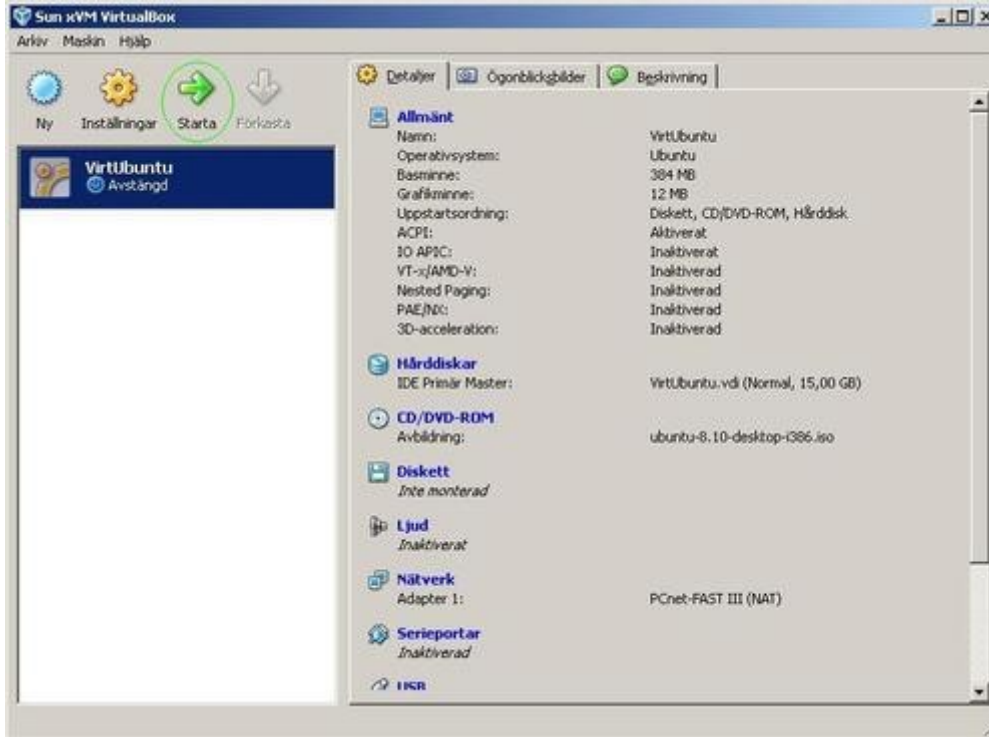 Sun xVM VirtualBox
Arkiv Maskin Hjälp
Ny Inställningar Starta Förkasta
VirtUbuntu
Avstängd
Detaljer Ögonblicksbilder Beskrivning
Allmänt
Namn: VirtUbuntu
Operativsystem: Ubuntu
Basminne: 384 MB
Grafikminne: 12 MB
Uppstartsordning: Diskett, CD/DVD-ROM, Hårddisk
ACPI: Aktiverat
IO APIC: Inaktiverat
VT-x/AMD-V: Inaktiverad
Nested Paging: Inaktiverad
PAE/NX: Inaktiverad
3D-acceleration: Inaktiverad
Hårddiskar
IDE Primär Master: VirtUbuntu.vdi (Normal, 15,00 GB)
CD/DVD-ROM
Avbildning: ubuntu-8.10-desktop-i386.iso
Diskett
Inte monterad
Ljud
Inaktiverat
Nätverk
Adapter 1: PCnet-FAST III (NAT)
Serieportar
Inaktiverad
USB